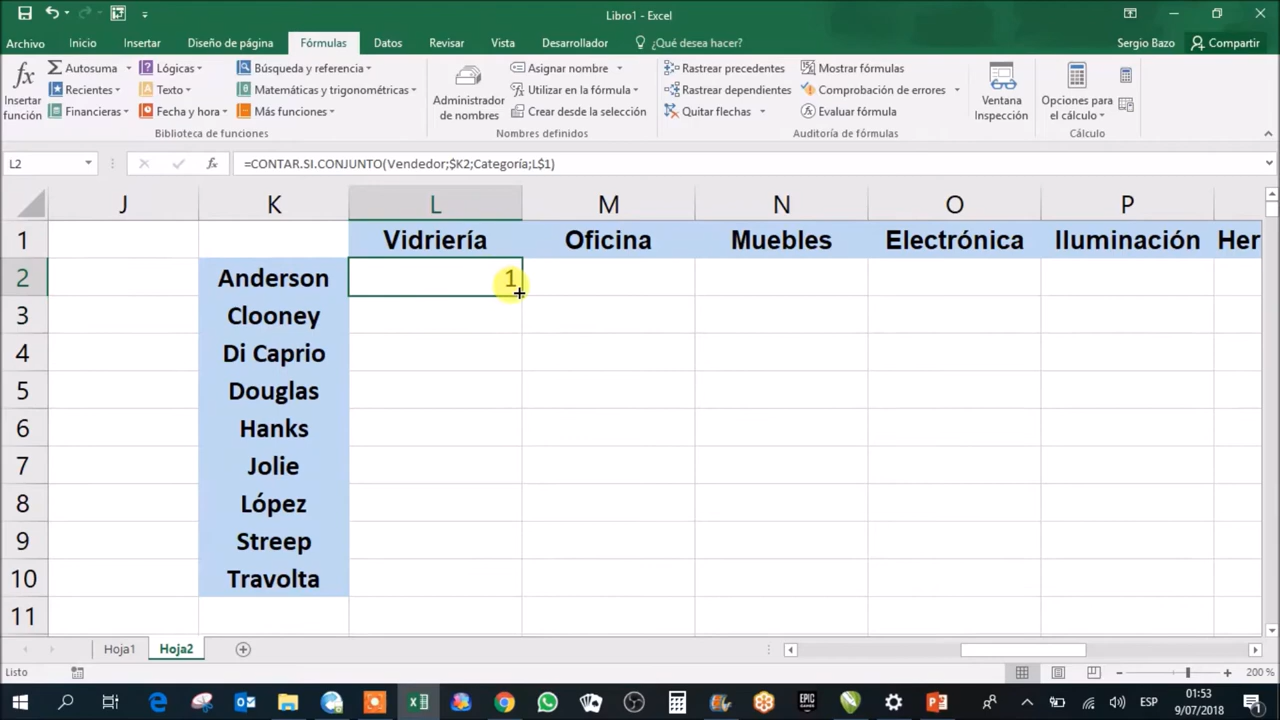 Libro1 - Excel
Archivo Inicio Insertar Diseño de página Fórmulas Datos Revisar Vista Desarrollador ¿Qué desea hacer? Sergio Bazo Compartir
Autosuma Lógicas Búsqueda y referencia Asignar nombre Rastrear precedentes Mostrar fórmulas
Recientes Texto Matemáticas y trigonométricas Utilizar en la fórmula Rastrear dependientes Comprobación de errores
Financieras Fecha y hora Más funciones Crear desde la selección Quitar flechas Evaluar fórmula
fx
Insertar función
Administrador de nombres
Ventana Inspección
Opciones para el cálculo
Biblioteca de funciones Nombres definidos Auditoría de fórmulas Cálculo
L2 fx =CONTAR.SI.CONJUNTO(Vendedor;$K2;Categoría;L$1)
J K L M N O P
1 Vidriería Oficina Muebles Electrónica Iluminación Her
2 Anderson 1
3 Clooney
4 Di Caprio
5 Douglas
6 Hanks
7 Jolie
8 López
9 Streep
10 Travolta
11
Hoja1 Hoja2
Listo 200 %
ESP 01:53
9/07/2018